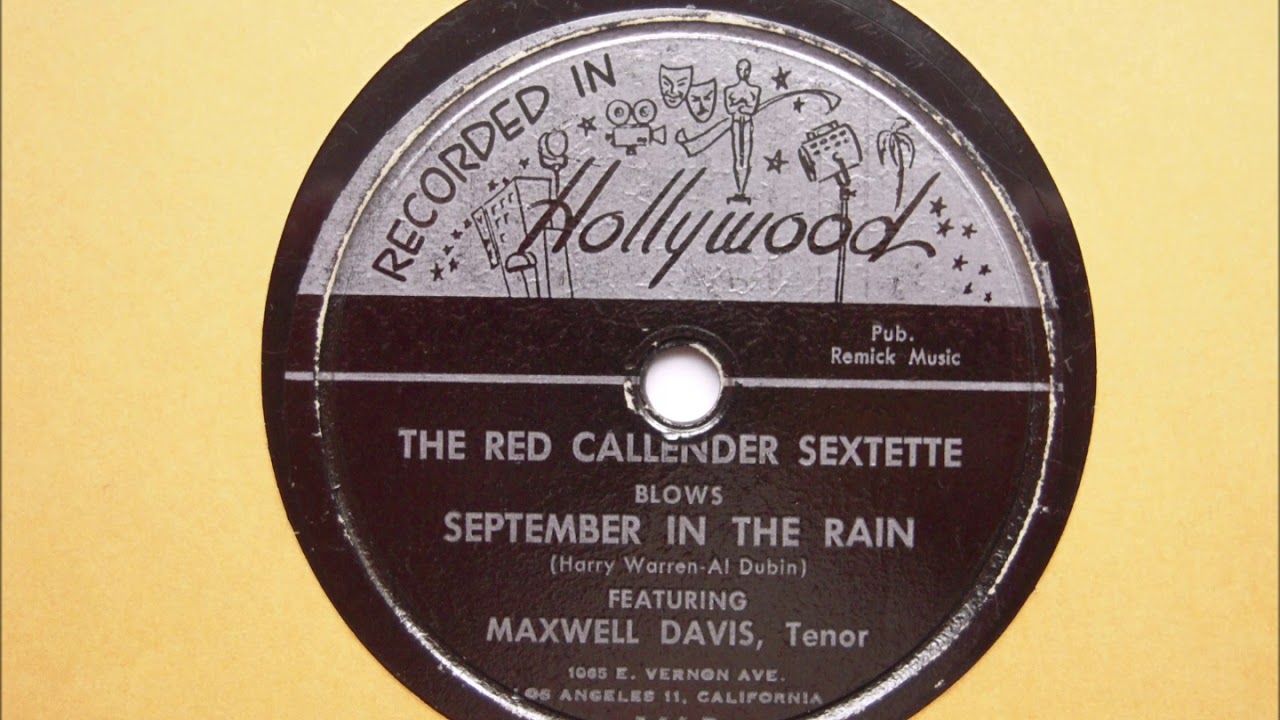 RECORDED IN
Hollywood
Pub.
Remick Music
THE RED CALLENDER SEXTETTE
BLOWS
SEPTEMBER IN THE RAIN
(Harry Warren-Al Dubin)
FEATURING
MAXWELL DAVIS, Tenor
1065 E. VERNON AVE.
LOS ANGELES 11, CALIFORNIA